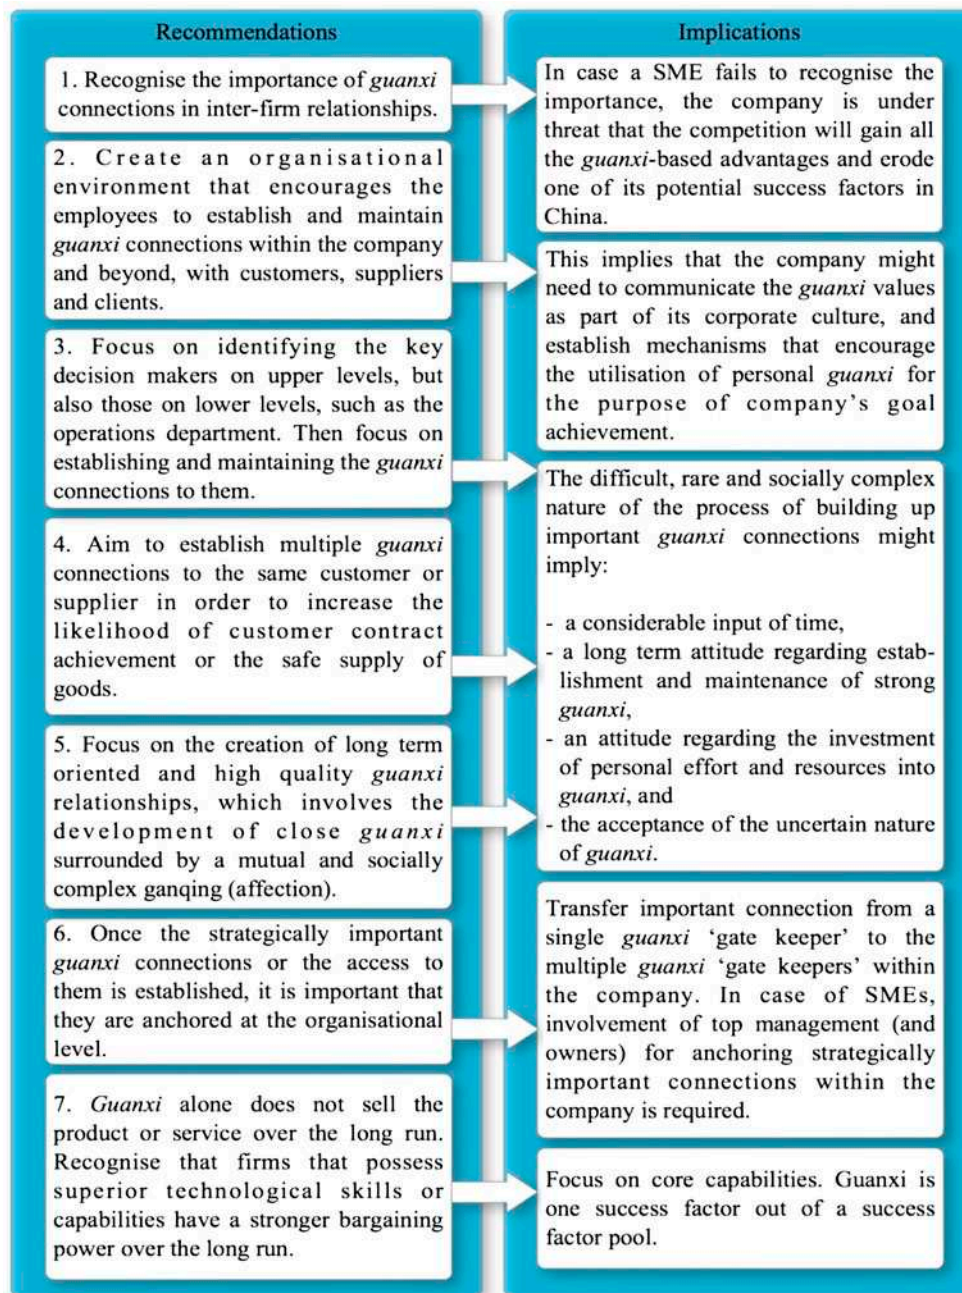 Recommendations
1. Recognise the importance of guanxi
connections in inter-firm relationships.
2. Create an organisational
environment that encourages the
employees to establish and maintain
guanxi connections within the company
and beyond, with customers, suppliers
and clients.
3. Focus on identifying the key
decision makers on upper levels, but
also those on lower levels, such as the
operations department. Then focus on
establishing and maintaining the guanxi
connections to them.
4. Aim to establish multiple guanxi
connections to the same customer or
supplier in order to increase the
likelihood of customer contract
achievement or the safe supply of
goods.
5. Focus on the creation of long term
oriented and high quality guanxi
relationships, which involves the
development of close guanxi
surrounded by a mutual and socially
complex ganqing (affection).
6. Once the strategically important
guanxi connections or the access to
them is established, it is important that
they are anchored at the organisational
level.
7. Guanxi alone does not sell the
product or service over the long run.
Recognise that firms that possess
superior technological skills or
capabilities have a stronger bargaining
power over the long run.
Implications
In case a SME fails to recognise the
importance, the company is under
threat that the competition will gain all
the guanxi-based advantages and erode
one of its potential success factors in
China.
This implies that the company might
need to communicate the guanxi values
as part of its corporate culture, and
establish mechanisms that encourage
the utilisation of personal guanxi for
the purpose of company's goal
achievement.
The difficult, rare and socially complex
nature of the process of building up
important guanxi connections might
imply:
- a considerable input of time,
- a long term attitude regarding estab-
lishment and maintenance of strong
guanxi,
- an attitude regarding the investment
of personal effort and resources into
guanxi, and
- the acceptance of the uncertain nature
of guanxi.
Transfer important connection from a
single guanxi ‘gate keeper’ to the
multiple guanxi ‘gate keepers’ within
the company. In case of SMEs,
involvement of top management (and
owners) for anchoring strategically
important connections within the
company is required.
Focus on core capabilities. Guanxi is
one success factor out of a success
factor pool.